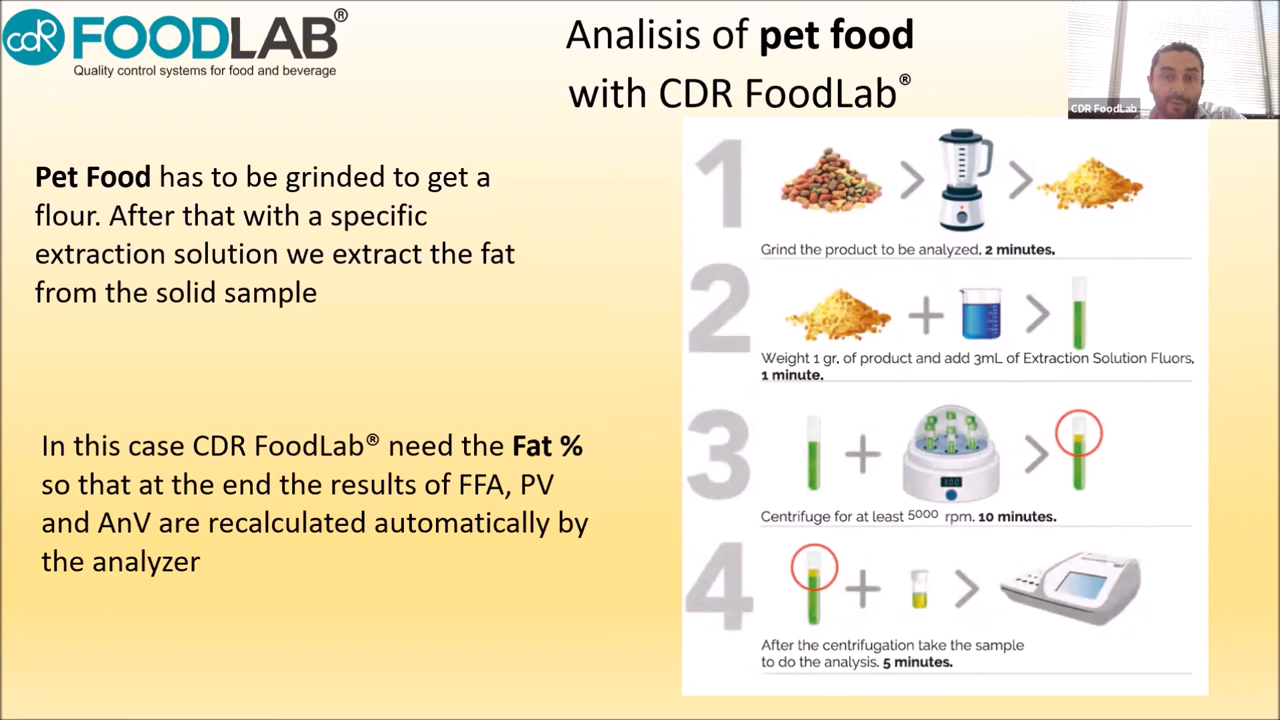 cdR FOODLAB®
Quality control systems for food and beverage
Analisis of pet food
with CDR FoodLab®
CDR FoodLab
Pet Food has to be grinded to get a
flour. After that with a specific
extraction solution we extract the fat
from the solid sample
In this case CDR FoodLab® need the Fat %
so that at the end the results of FFA, PV
and AnV are recalculated automatically by
the analyzer
1
Grind the product to be analyzed. 2 minutes.
2
Weight 1 gr. of product and add 3mL of Extraction Solution Fluors.
1 minute.
3
Centrifuge for at least 5000 rpm. 10 minutes.
4
After the centrifugation take the sample
to do the analysis. 5 minutes.